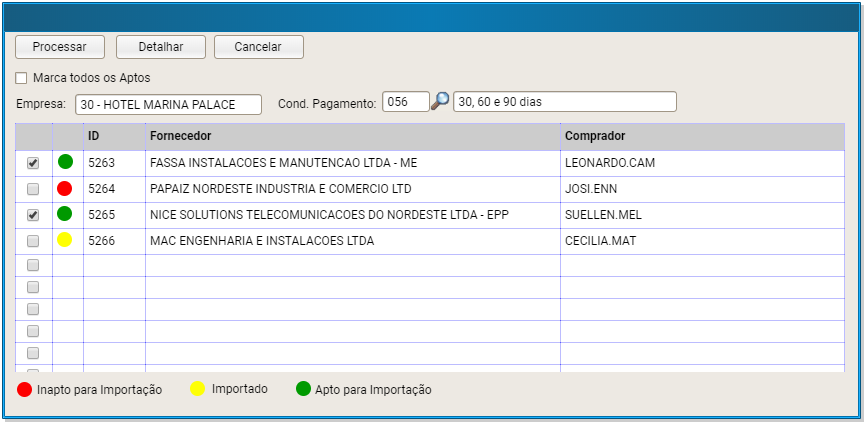 Processar Detalhar Cancelar
Marca todos os Aptos
Empresa: 30 - HOTEL MARINA PALACE Cond. Pagamento: 056 30, 60 e 90 dias
ID Fornecedor Comprador
5263 FASSA INSTALACOES E MANUTENCAO LTDA - ME LEONARDO.CAM
5264 PAPAIZ NORDESTE INDUSTRIA E COMERCIO LTD JOSI.ENN
5265 NICE SOLUTIONS TELECOMUNICACOES DO NORDESTE LTDA - EPP SUELLEN.MEL
5266 MAC ENGENHARIA E INSTALACOES LTDA CECILIA.MAT
Inapto para Importação Importado Apto para Importação